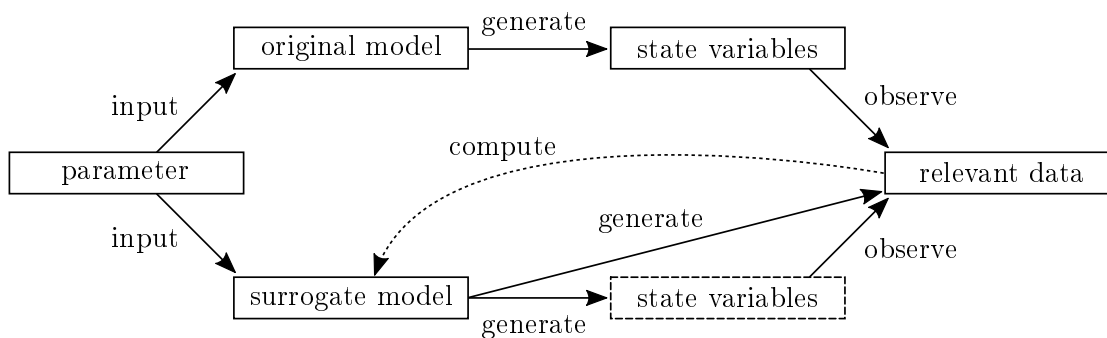 generate
original model
state variables
input
observe
compute
parameter
relevant data
generate
input
observe
surrogate model
state variables
generate